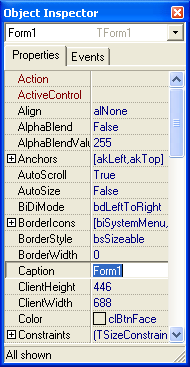 Object Inspector
Form1 TForm1
Properties Events
Action
ActiveControl
Align alNone
AlphaBlend False
AlphaBlendValu 255
Anchors [akLeft,akTop]
AutoScroll True
AutoSize False
BiDiMode bdLeftToRight
BorderIcons [biSystemMenu,
BorderStyle bsSizeable
BorderWidth 0
Caption Form1
ClientHeight 446
ClientWidth 688
Color clBtnFace
Constraints (TSizeConstrain
All shown